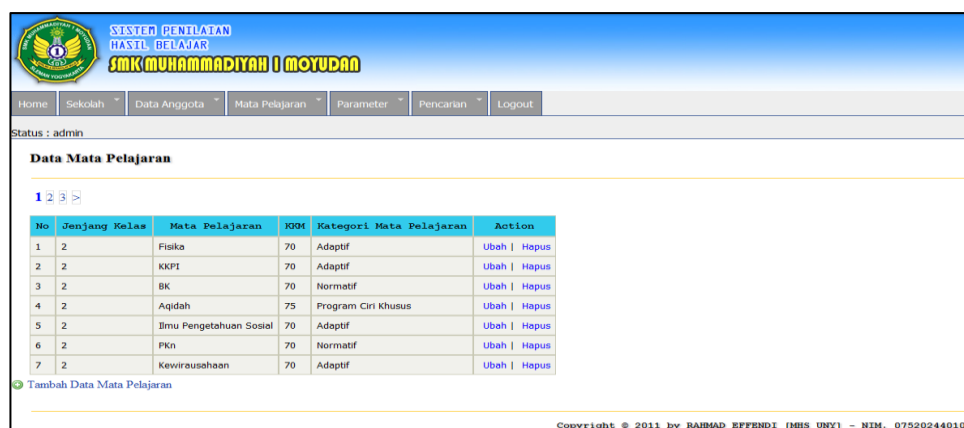 SISTEM PENILAIAN
HASIL BELAJAR
SMK MUHAMMADIYAH 1 MOYUDAN
Home Sekolah Data Anggota Mata Pelajaran Parameter Pencarian Logout
Status : admin
Data Mata Pelajaran
1 2 3 >
No Jenjang Kelas Mata Pelajaran KKM Kategori Mata Pelajaran Action
1 2 Fisika 70 Adaptif Ubah | Hapus
2 2 KKPI 70 Adaptif Ubah | Hapus
3 2 BK 70 Normatif Ubah | Hapus
4 2 Aqidah 75 Program Ciri Khusus Ubah | Hapus
5 2 Ilmu Pengetahuan Sosial 70 Adaptif Ubah | Hapus
6 2 PKn 70 Normatif Ubah | Hapus
7 2 Kewirausahaan 70 Adaptif Ubah | Hapus
Tambah Data Mata Pelajaran
Copyright © 2011 by RAHMAD EFFENDI [MHS UNY] - NIM. 07520244010